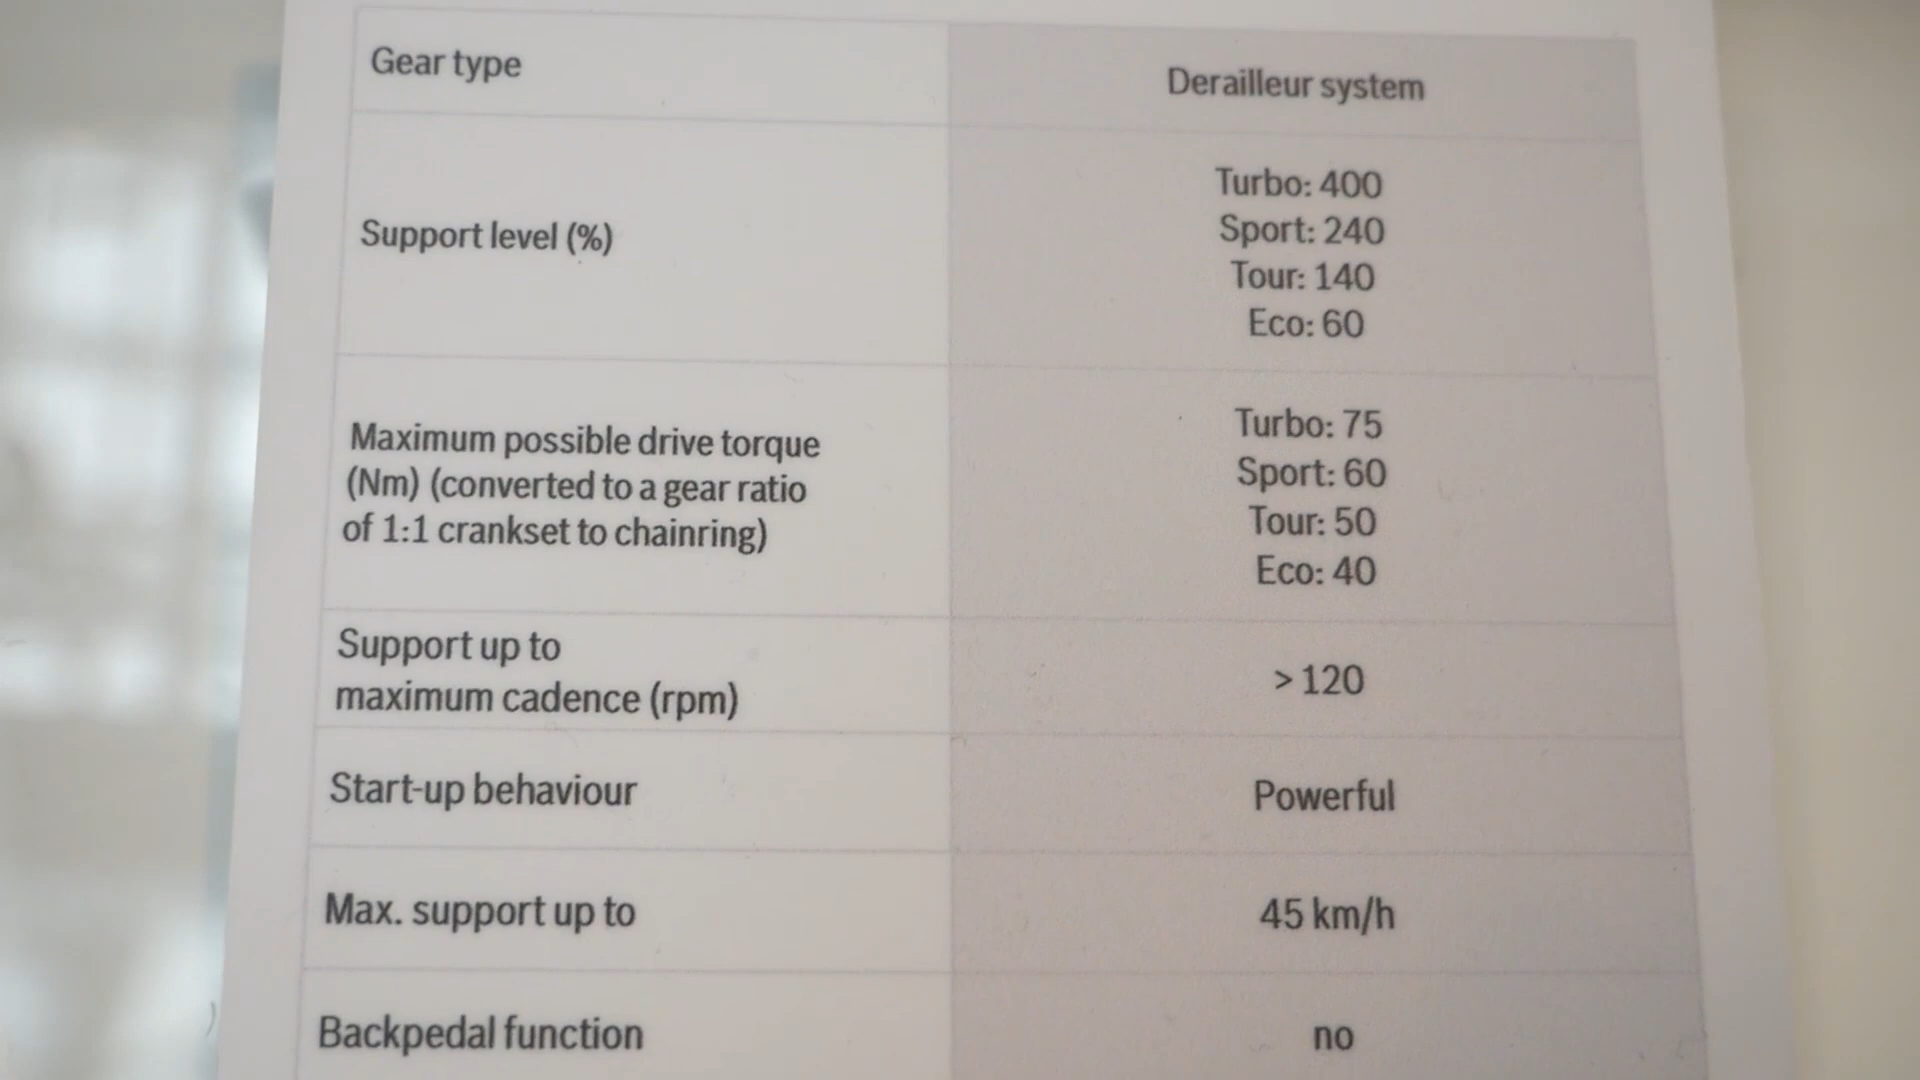 Gear type
Derailleur system
Support level (%)
Turbo: 400
Sport: 240
Tour: 140
Eco: 60
Maximum possible drive torque
(Nm) (converted to a gear ratio
of 1:1 crankset to chainring)
Turbo: 75
Sport: 60
Tour: 50
Eco: 40
Support up to
maximum cadence (rpm)
> 120
Start-up behaviour
Powerful
Max. support up to
45 km/h
Backpedal function
no